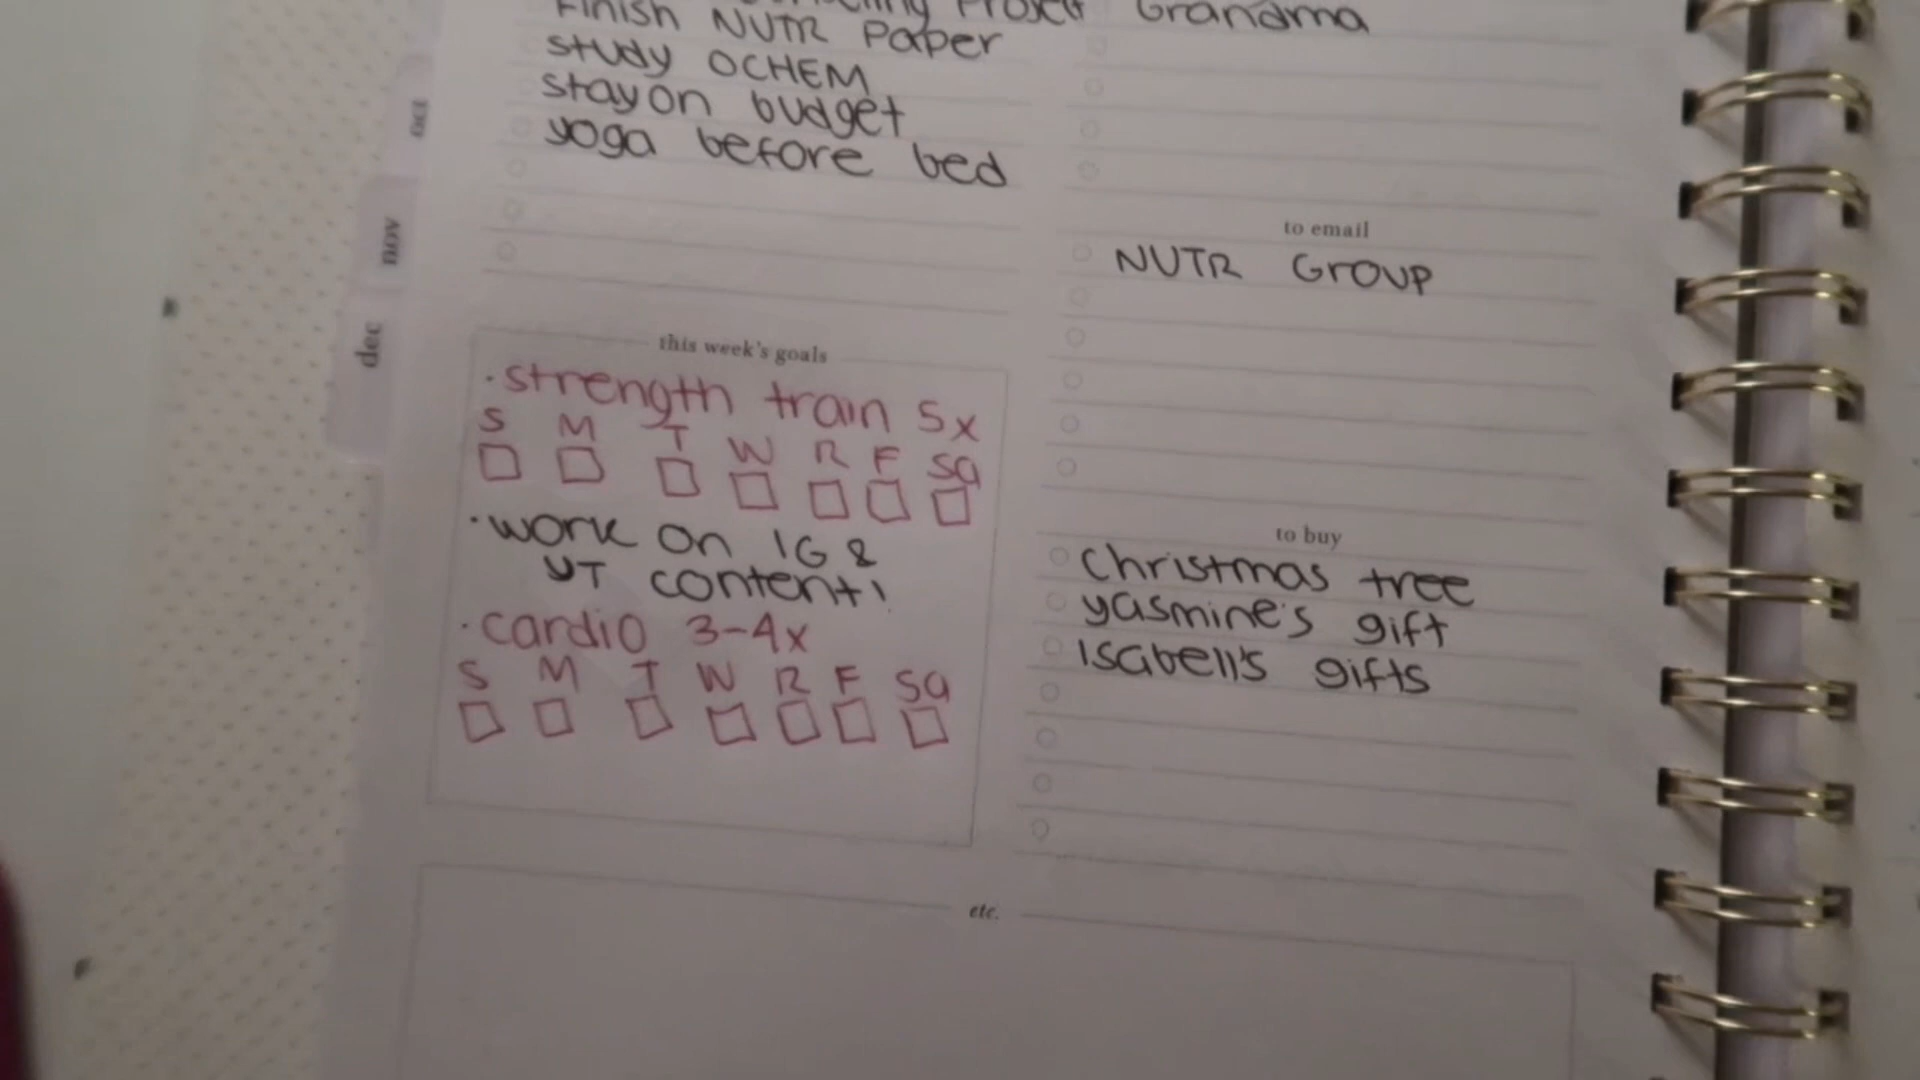 Project Grandma
Finish NUTR Paper
study OCHEM
stay on budget
yoga before bed
oct
nov
dec
to email
NUTR Group
this week's goals
· strength train 5x
S M T W R F Sa
· work on IG &
YT content!
· cardio 3-4x
S M T W R F Sa
to buy
Christmas tree
yasmine's gift
Isabell's gifts
etc.